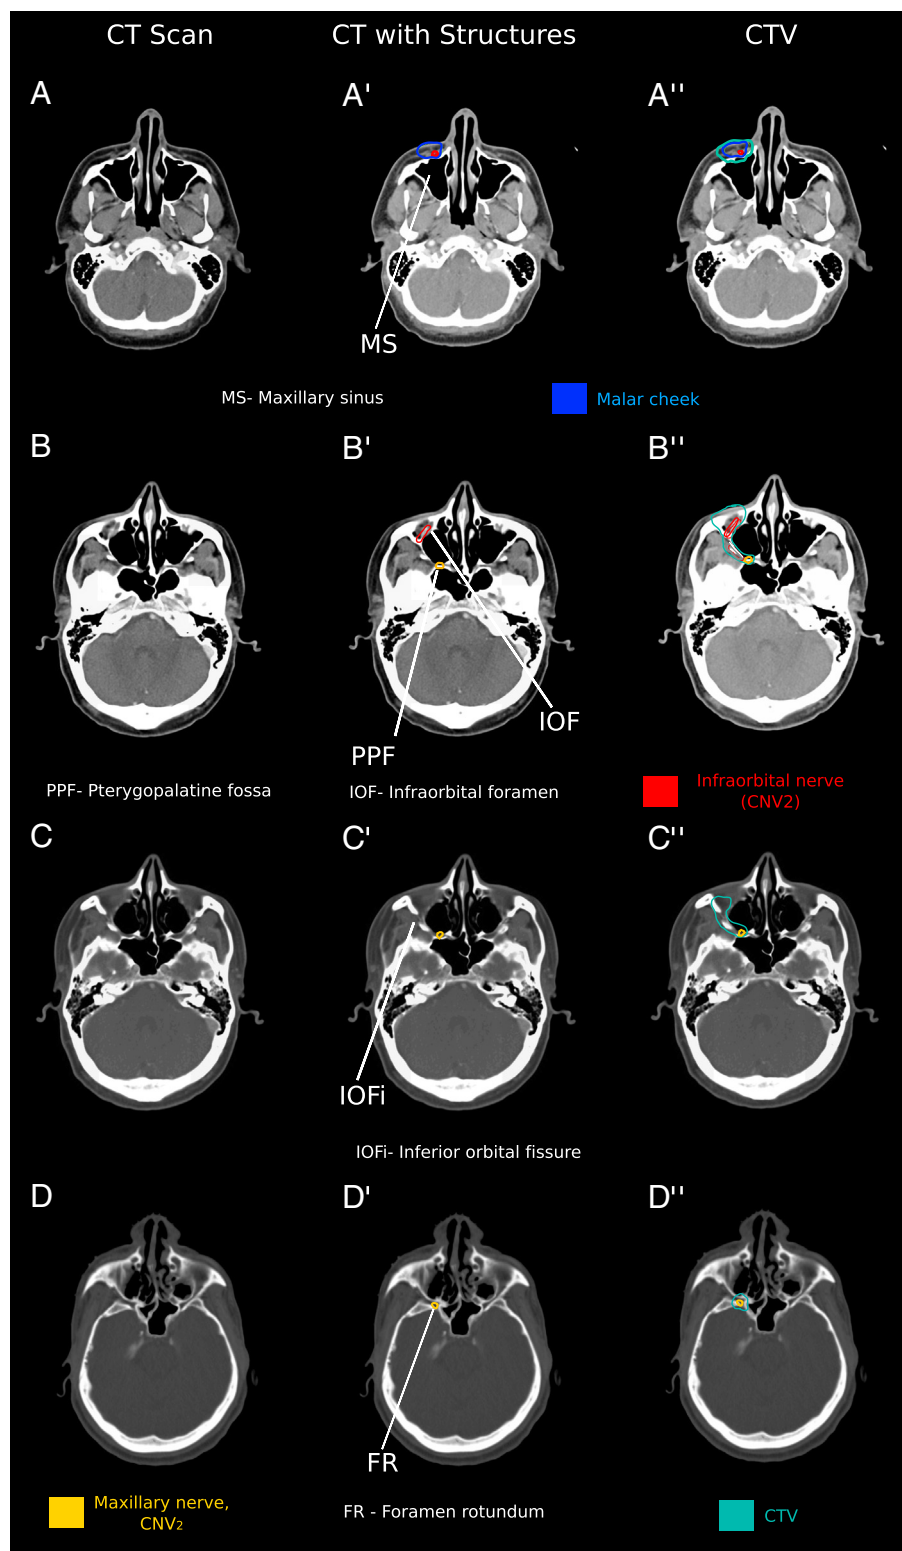 CT Scan
CT with Structures
CTV
A
A'
A''
MS
MS- Maxillary sinus
Malar cheek
B
B'
B''
IOF
PPF
PPF- Pterygopalatine fossa
IOF- Infraorbital foramen
Infraorbital nerve
(CNV2)
C
C'
C''
IOFi
IOFi- Inferior orbital fissure
D
D'
D''
FR
Maxillary nerve,
CNV₂
FR - Foramen rotundum
CTV